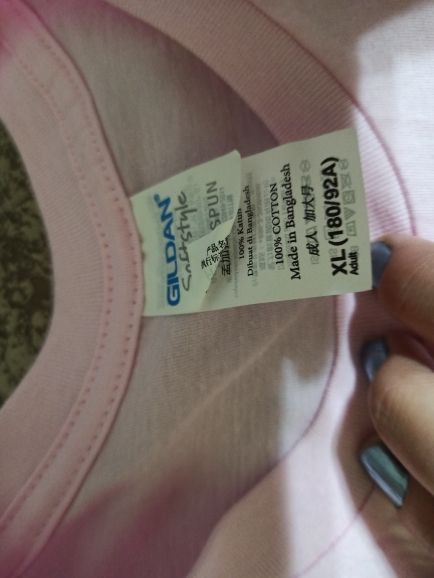 GILDAN
Softstyle
SPUN
100% Katun
Dibuat di Bangladesh
100% COTTON
Made in Bangladesh
成人 加大号
XL (180/92A)
Adult